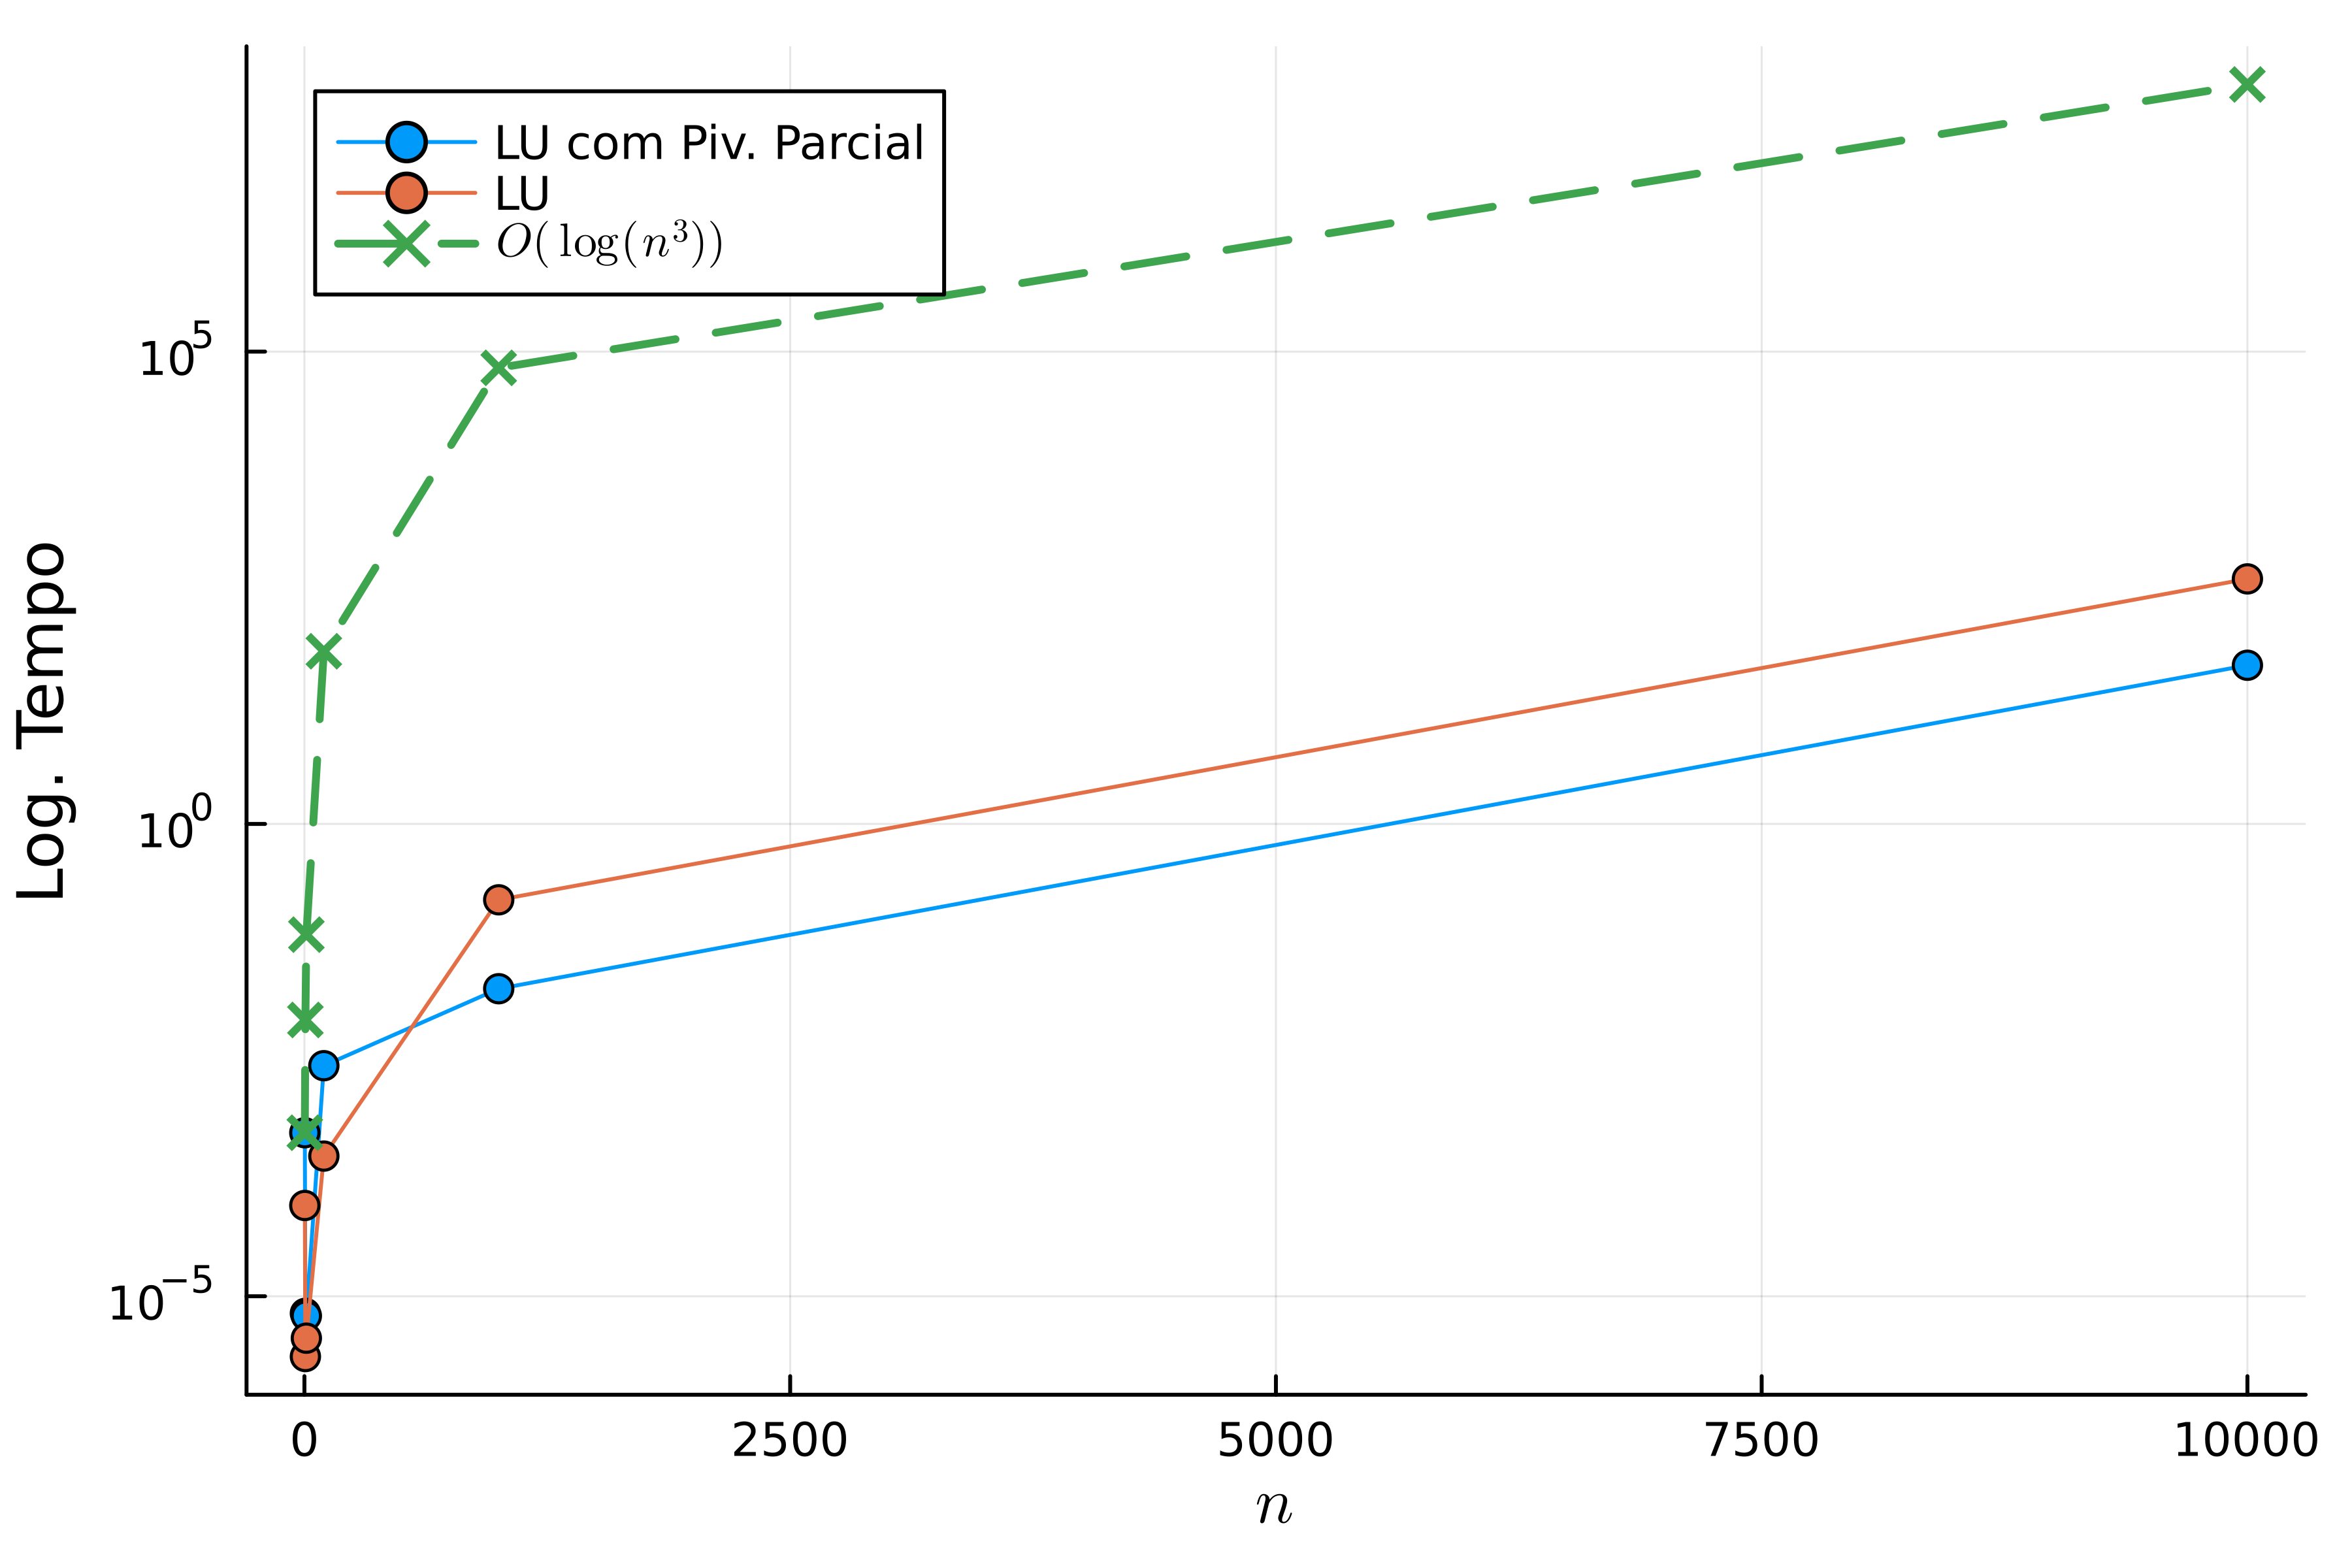 LU com Piv. Parcial
LU
O(log(n³))
10⁵
10⁰
10⁻⁵
Log. Tempo
0 2500 5000 7500 10000
n